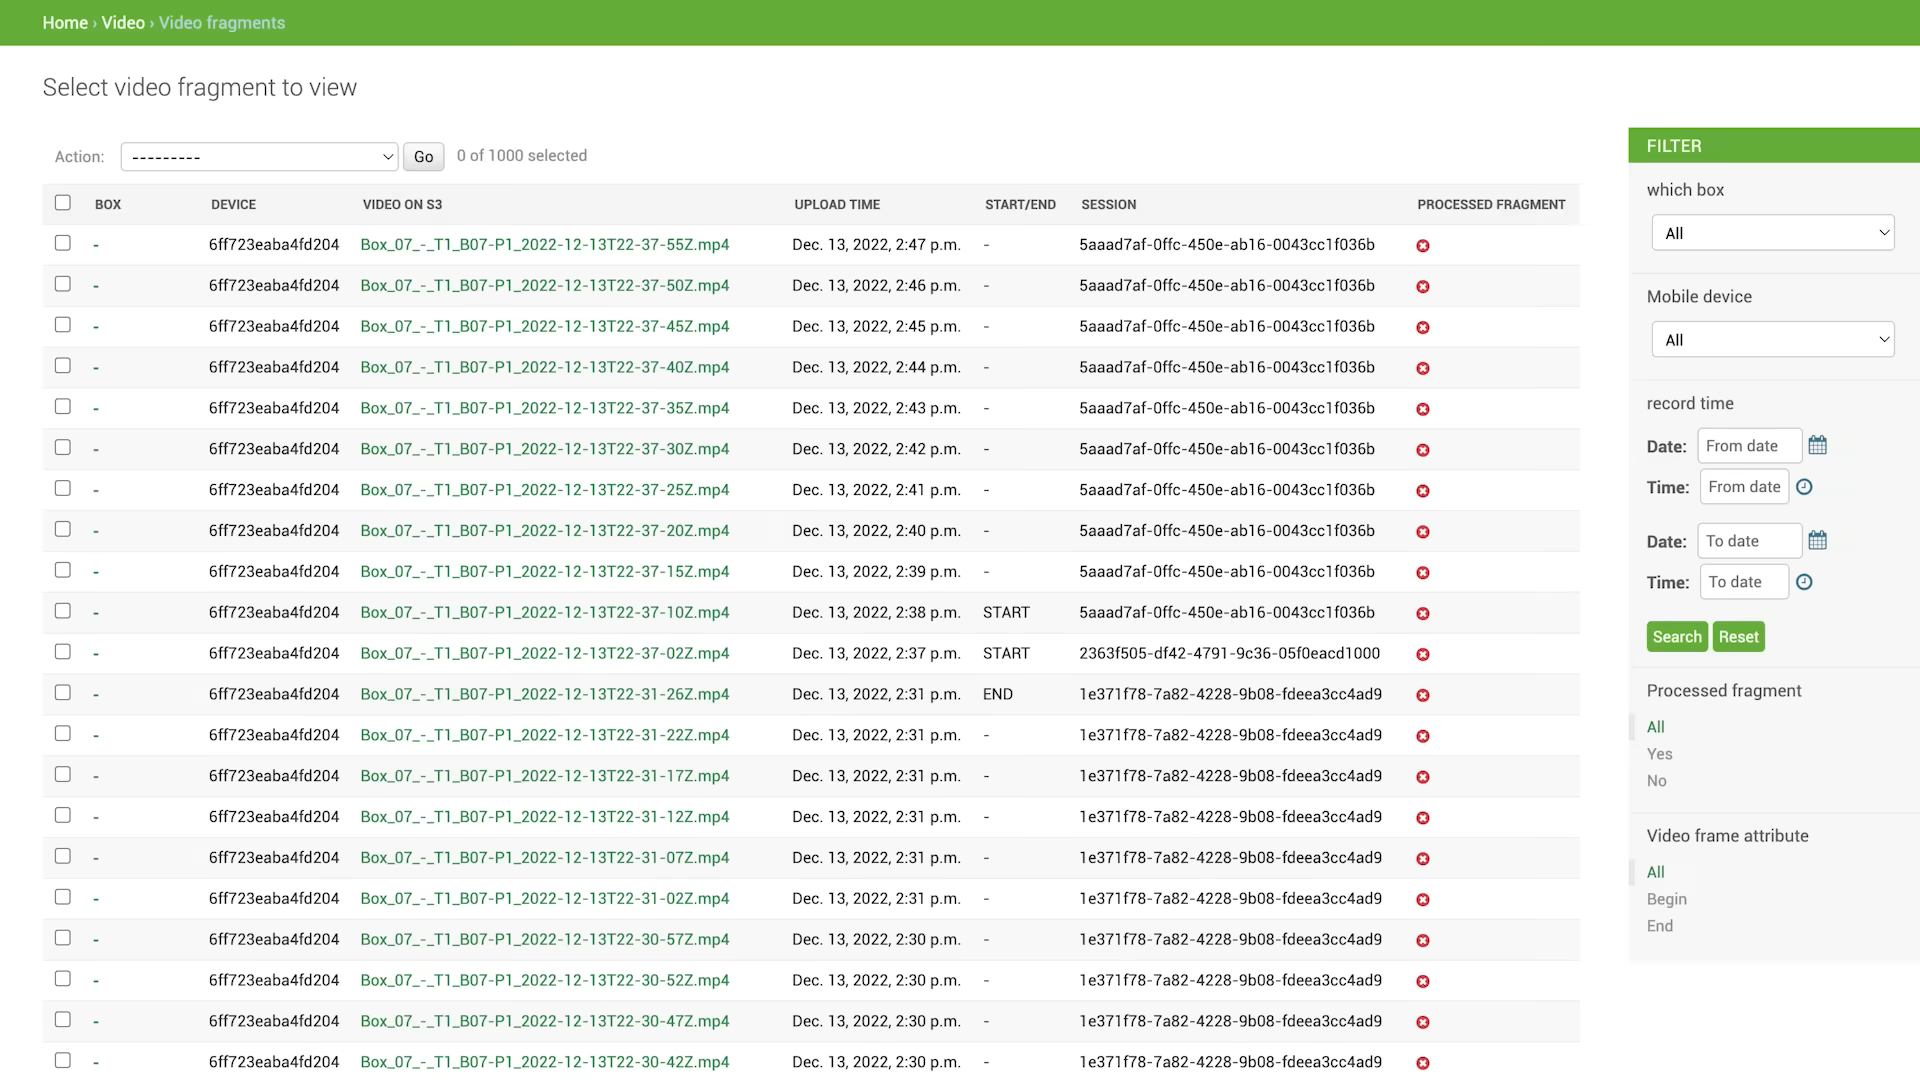 Home › Video › Video fragments
Select video fragment to view
Action: --------- Go 0 of 1000 selected
BOX DEVICE VIDEO ON S3 UPLOAD TIME START/END SESSION PROCESSED FRAGMENT
- 6ff723eaba4fd204 Box_07_-_T1_B07-P1_2022-12-13T22-37-55Z.mp4 Dec. 13, 2022, 2:47 p.m. - 5aaad7af-0ffc-450e-ab16-0043cc1f036b
- 6ff723eaba4fd204 Box_07_-_T1_B07-P1_2022-12-13T22-37-50Z.mp4 Dec. 13, 2022, 2:46 p.m. - 5aaad7af-0ffc-450e-ab16-0043cc1f036b
- 6ff723eaba4fd204 Box_07_-_T1_B07-P1_2022-12-13T22-37-45Z.mp4 Dec. 13, 2022, 2:45 p.m. - 5aaad7af-0ffc-450e-ab16-0043cc1f036b
- 6ff723eaba4fd204 Box_07_-_T1_B07-P1_2022-12-13T22-37-40Z.mp4 Dec. 13, 2022, 2:44 p.m. - 5aaad7af-0ffc-450e-ab16-0043cc1f036b
- 6ff723eaba4fd204 Box_07_-_T1_B07-P1_2022-12-13T22-37-35Z.mp4 Dec. 13, 2022, 2:43 p.m. - 5aaad7af-0ffc-450e-ab16-0043cc1f036b
- 6ff723eaba4fd204 Box_07_-_T1_B07-P1_2022-12-13T22-37-30Z.mp4 Dec. 13, 2022, 2:42 p.m. - 5aaad7af-0ffc-450e-ab16-0043cc1f036b
- 6ff723eaba4fd204 Box_07_-_T1_B07-P1_2022-12-13T22-37-25Z.mp4 Dec. 13, 2022, 2:41 p.m. - 5aaad7af-0ffc-450e-ab16-0043cc1f036b
- 6ff723eaba4fd204 Box_07_-_T1_B07-P1_2022-12-13T22-37-20Z.mp4 Dec. 13, 2022, 2:40 p.m. - 5aaad7af-0ffc-450e-ab16-0043cc1f036b
- 6ff723eaba4fd204 Box_07_-_T1_B07-P1_2022-12-13T22-37-15Z.mp4 Dec. 13, 2022, 2:39 p.m. - 5aaad7af-0ffc-450e-ab16-0043cc1f036b
- 6ff723eaba4fd204 Box_07_-_T1_B07-P1_2022-12-13T22-37-10Z.mp4 Dec. 13, 2022, 2:38 p.m. START 5aaad7af-0ffc-450e-ab16-0043cc1f036b
- 6ff723eaba4fd204 Box_07_-_T1_B07-P1_2022-12-13T22-37-02Z.mp4 Dec. 13, 2022, 2:37 p.m. START 2363f505-df42-4791-9c36-05f0eacd1000
- 6ff723eaba4fd204 Box_07_-_T1_B07-P1_2022-12-13T22-31-26Z.mp4 Dec. 13, 2022, 2:31 p.m. END 1e371f78-7a82-4228-9b08-fdeea3cc4ad9
- 6ff723eaba4fd204 Box_07_-_T1_B07-P1_2022-12-13T22-31-22Z.mp4 Dec. 13, 2022, 2:31 p.m. - 1e371f78-7a82-4228-9b08-fdeea3cc4ad9
- 6ff723eaba4fd204 Box_07_-_T1_B07-P1_2022-12-13T22-31-17Z.mp4 Dec. 13, 2022, 2:31 p.m. - 1e371f78-7a82-4228-9b08-fdeea3cc4ad9
- 6ff723eaba4fd204 Box_07_-_T1_B07-P1_2022-12-13T22-31-12Z.mp4 Dec. 13, 2022, 2:31 p.m. - 1e371f78-7a82-4228-9b08-fdeea3cc4ad9
- 6ff723eaba4fd204 Box_07_-_T1_B07-P1_2022-12-13T22-31-07Z.mp4 Dec. 13, 2022, 2:31 p.m. - 1e371f78-7a82-4228-9b08-fdeea3cc4ad9
- 6ff723eaba4fd204 Box_07_-_T1_B07-P1_2022-12-13T22-31-02Z.mp4 Dec. 13, 2022, 2:31 p.m. - 1e371f78-7a82-4228-9b08-fdeea3cc4ad9
- 6ff723eaba4fd204 Box_07_-_T1_B07-P1_2022-12-13T22-30-57Z.mp4 Dec. 13, 2022, 2:30 p.m. - 1e371f78-7a82-4228-9b08-fdeea3cc4ad9
- 6ff723eaba4fd204 Box_07_-_T1_B07-P1_2022-12-13T22-30-52Z.mp4 Dec. 13, 2022, 2:30 p.m. - 1e371f78-7a82-4228-9b08-fdeea3cc4ad9
- 6ff723eaba4fd204 Box_07_-_T1_B07-P1_2022-12-13T22-30-47Z.mp4 Dec. 13, 2022, 2:30 p.m. - 1e371f78-7a82-4228-9b08-fdeea3cc4ad9
- 6ff723eaba4fd204 Box_07_-_T1_B07-P1_2022-12-13T22-30-42Z.mp4 Dec. 13, 2022, 2:30 p.m. - 1e371f78-7a82-4228-9b08-fdeea3cc4ad9
FILTER
which box
All
Mobile device
All
record time
Date: From date
Time: From date
Date: To date
Time: To date
Search Reset
Processed fragment
All
Yes
No
Video frame attribute
All
Begin
End